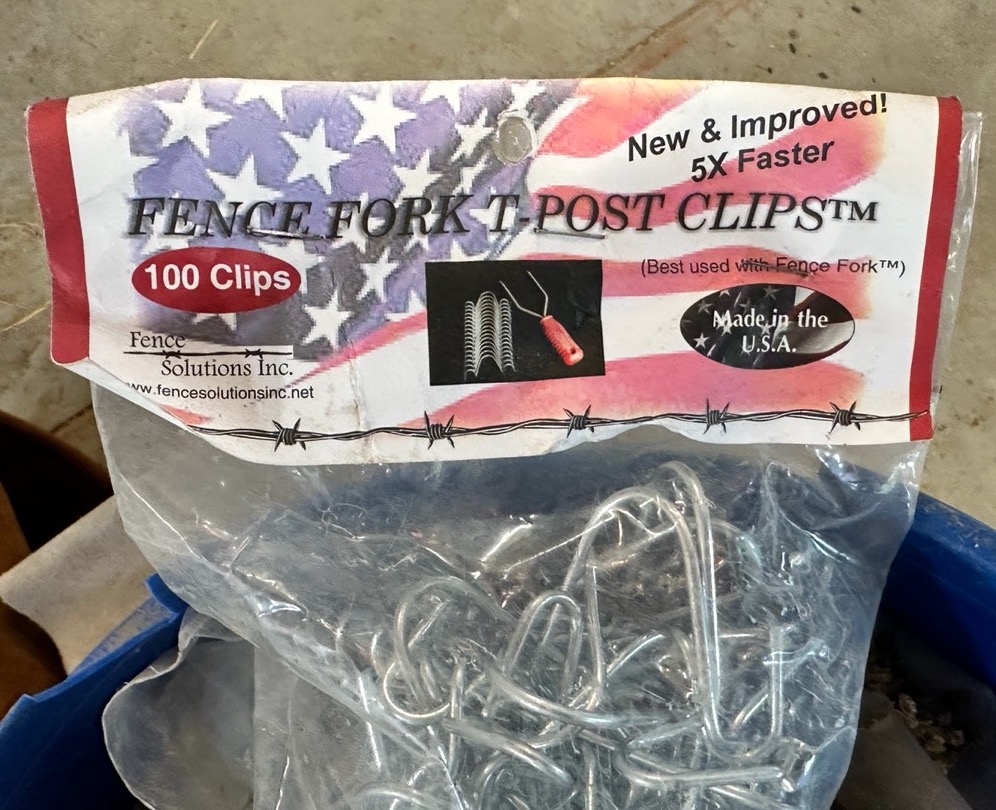 New & Improved!
5X Faster
FENCE FORK T-POST CLIPS™
100 Clips
(Best used with Fence Fork™)
Made in the
U.S.A.
Fence
Solutions Inc.
www.fencesolutionsinc.net